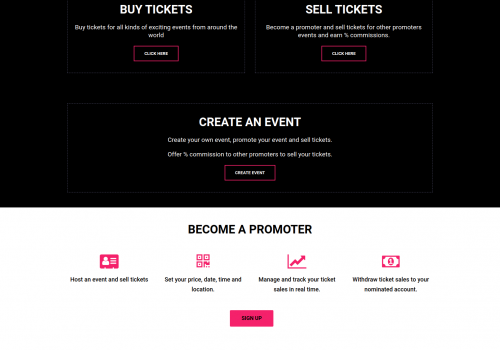 BUY TICKETS
Buy tickets for all kinds of exciting events from around the
world
CLICK HERE
SELL TICKETS
Become a promoter and sell tickets for other promoters
events and earn % commissions.
CLICK HERE
CREATE AN EVENT
Create your own event, promote your event and sell tickets.
Offer % commission to other promoters to sell your tickets.
CREATE EVENT
BECOME A PROMOTER
Host an event and sell tickets
Set your price, date, time and
location.
Manage and track your ticket
sales in real time.
Withdraw ticket sales to your
nominated account.
SIGN UP